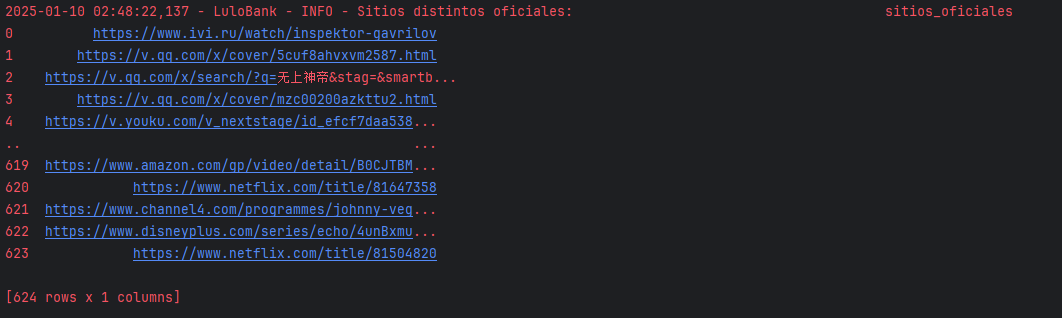 2025-01-10 02:48:22,137 - LuloBank - INFO - Sitios distintos oficiales: sitios_oficiales
0 https://www.ivi.ru/watch/inspektor-gavrilov
1 https://v.qq.com/x/cover/5cuf8ahvxvm2587.html
2 https://v.qq.com/x/search/?q=无上神帝&stag=&smartb...
3 https://v.qq.com/x/cover/mzc00200azkttu2.html
4 https://v.youku.com/v_nextstage/id_efcf7daa538...
.. ...
619 https://www.amazon.com/gp/video/detail/B0CJTBM...
620 https://www.netflix.com/title/81647358
621 https://www.channel4.com/programmes/johnny-veg...
622 https://www.disneyplus.com/series/echo/4unBxmu...
623 https://www.netflix.com/title/81504820
[624 rows x 1 columns]